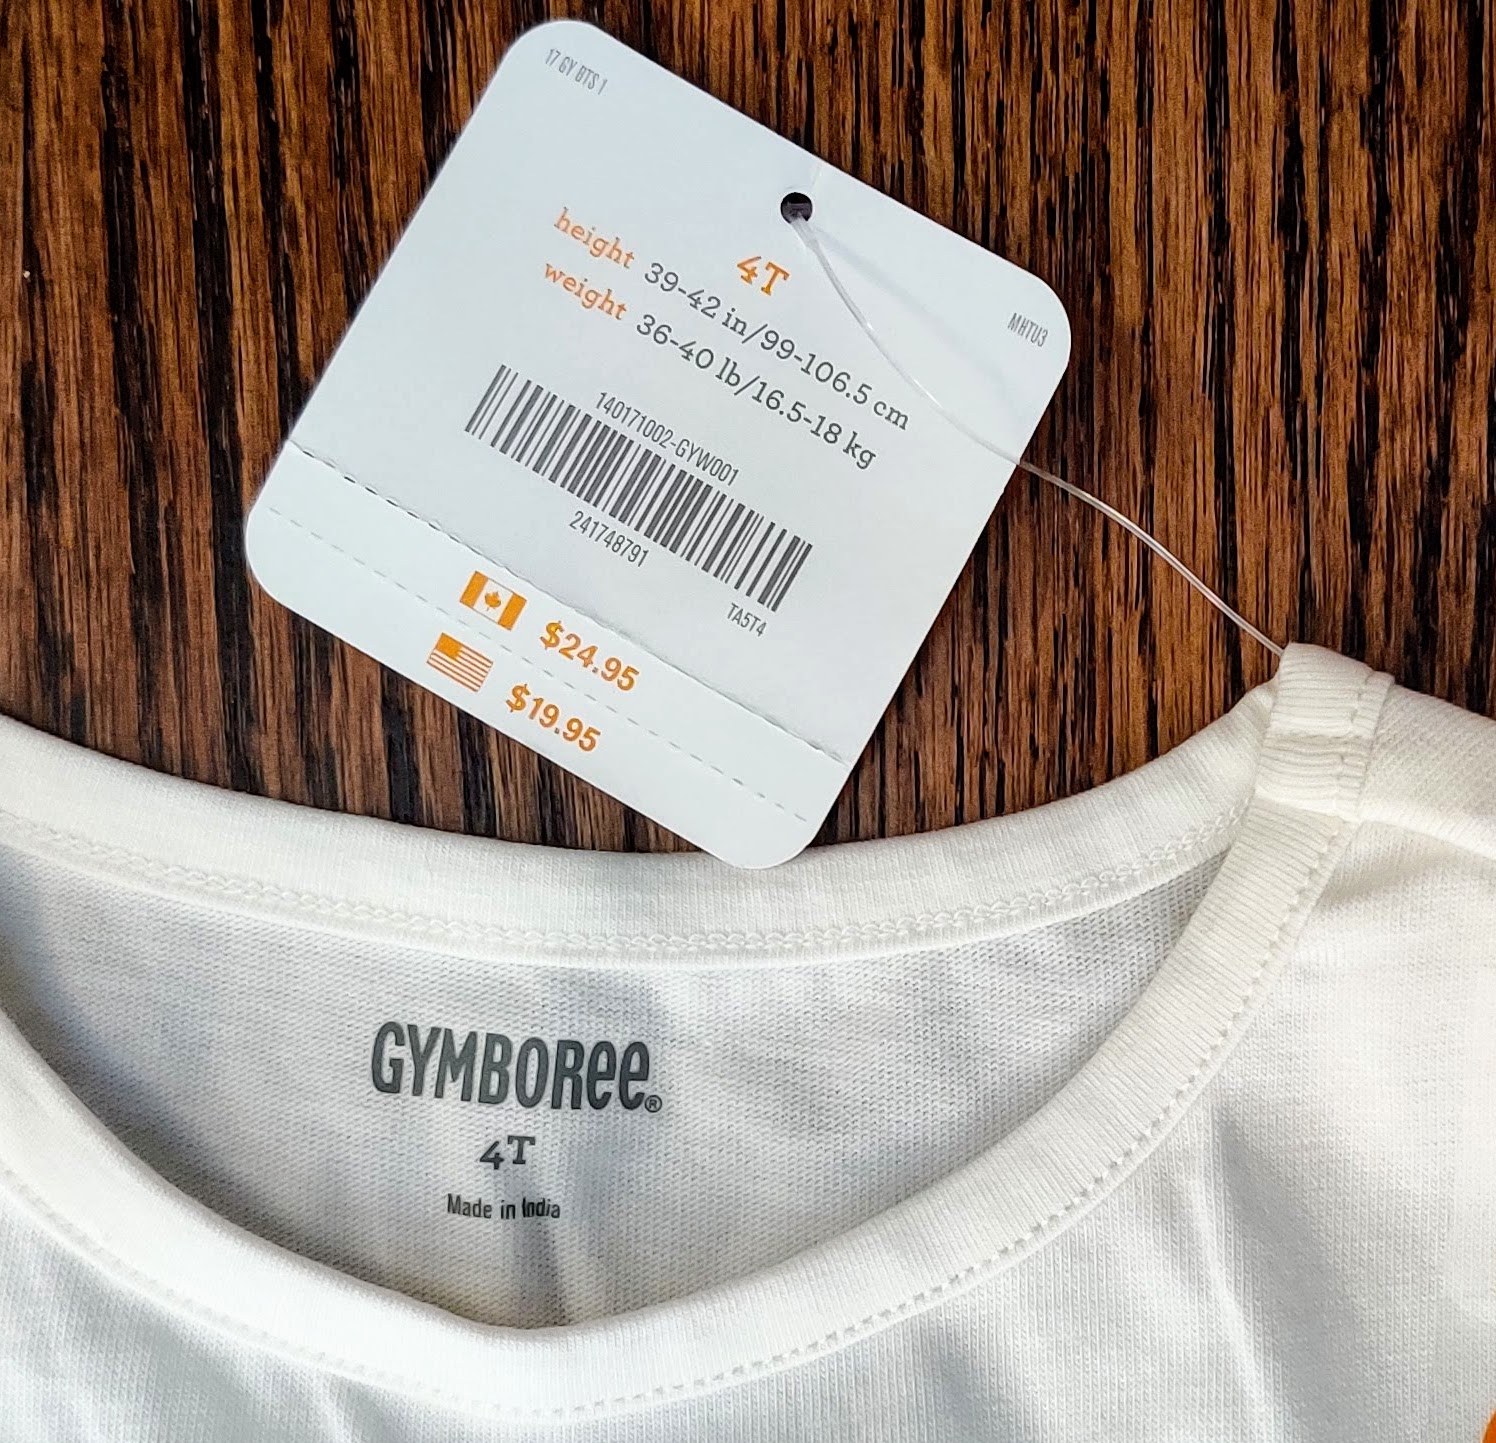 17 GY BTS 1
MHTU3
4T
height 39-42 in/99-106.5 cm
weight 36-40 lb/16.5-18 kg
140171002-GYW001
241748791
TA5T4
$24.95
$19.95
GYMBOREE®
4T
Made in India